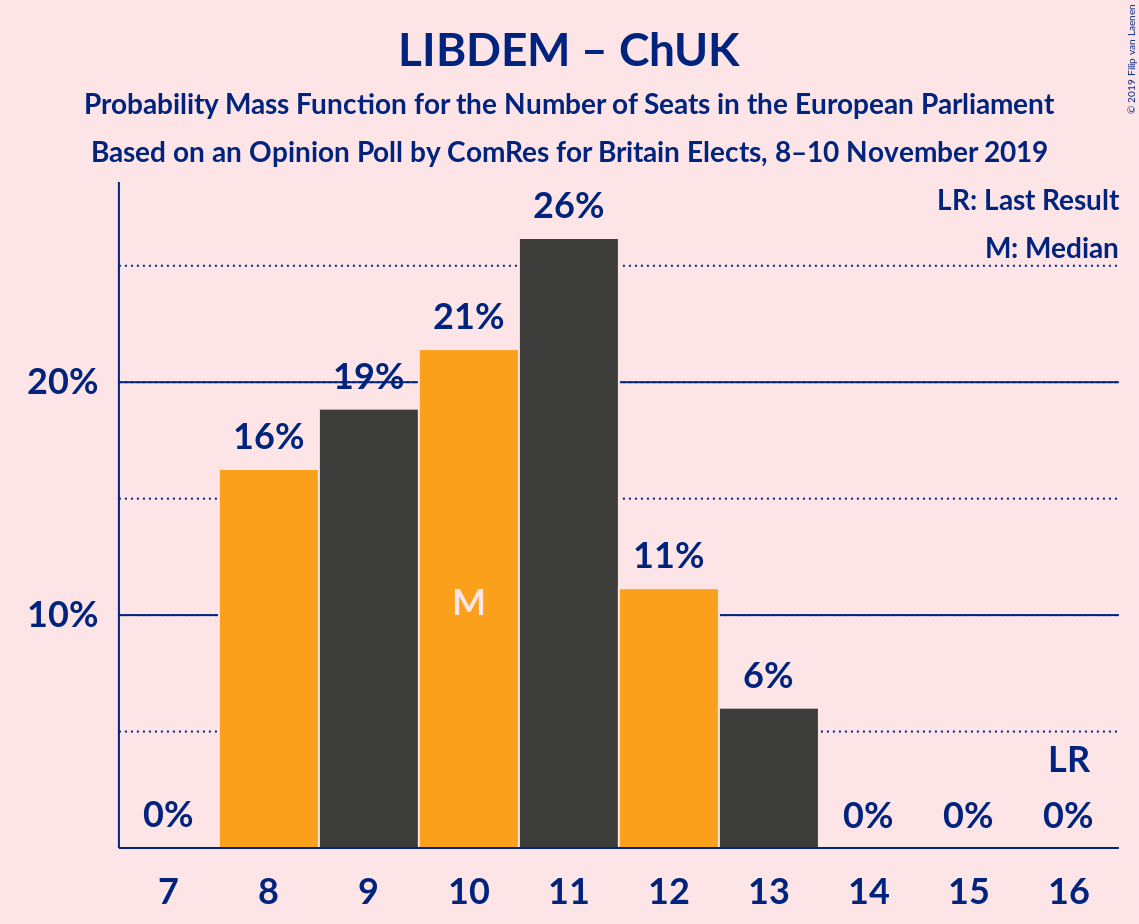 LIBDEM – ChUK
Probability Mass Function for the Number of Seats in the European Parliament
Based on an Opinion Poll by ComRes for Britain Elects, 8–10 November 2019
© 2019 Filip van Laenen
LR: Last Result
M: Median
26%
21%
19%
16%
11%
6%
20%
10%
M
LR
0%
0%
0%
0%
7 8 9 10 11 12 13 14 15 16